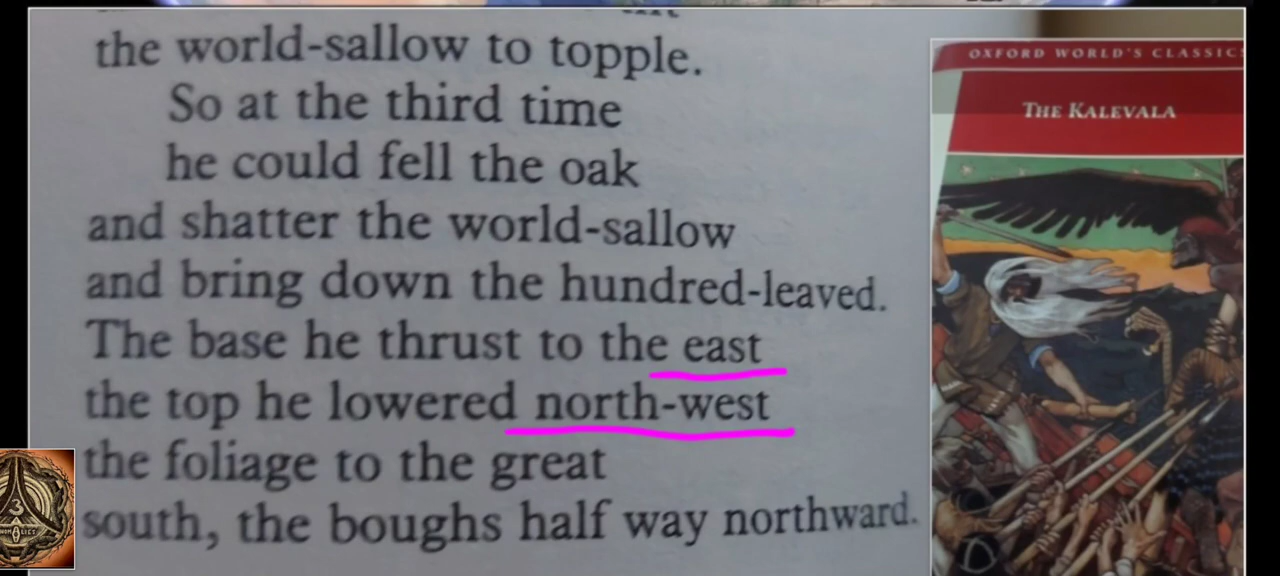 the world-sallow to topple.
So at the third time
he could fell the oak
and shatter the world-sallow
and bring down the hundred-leaved.
The base he thrust to the east
the top he lowered north-west
the foliage to the great
south, the boughs half way northward.
OXFORD WORLD'S CLASSICS
THE KALEVALA
3